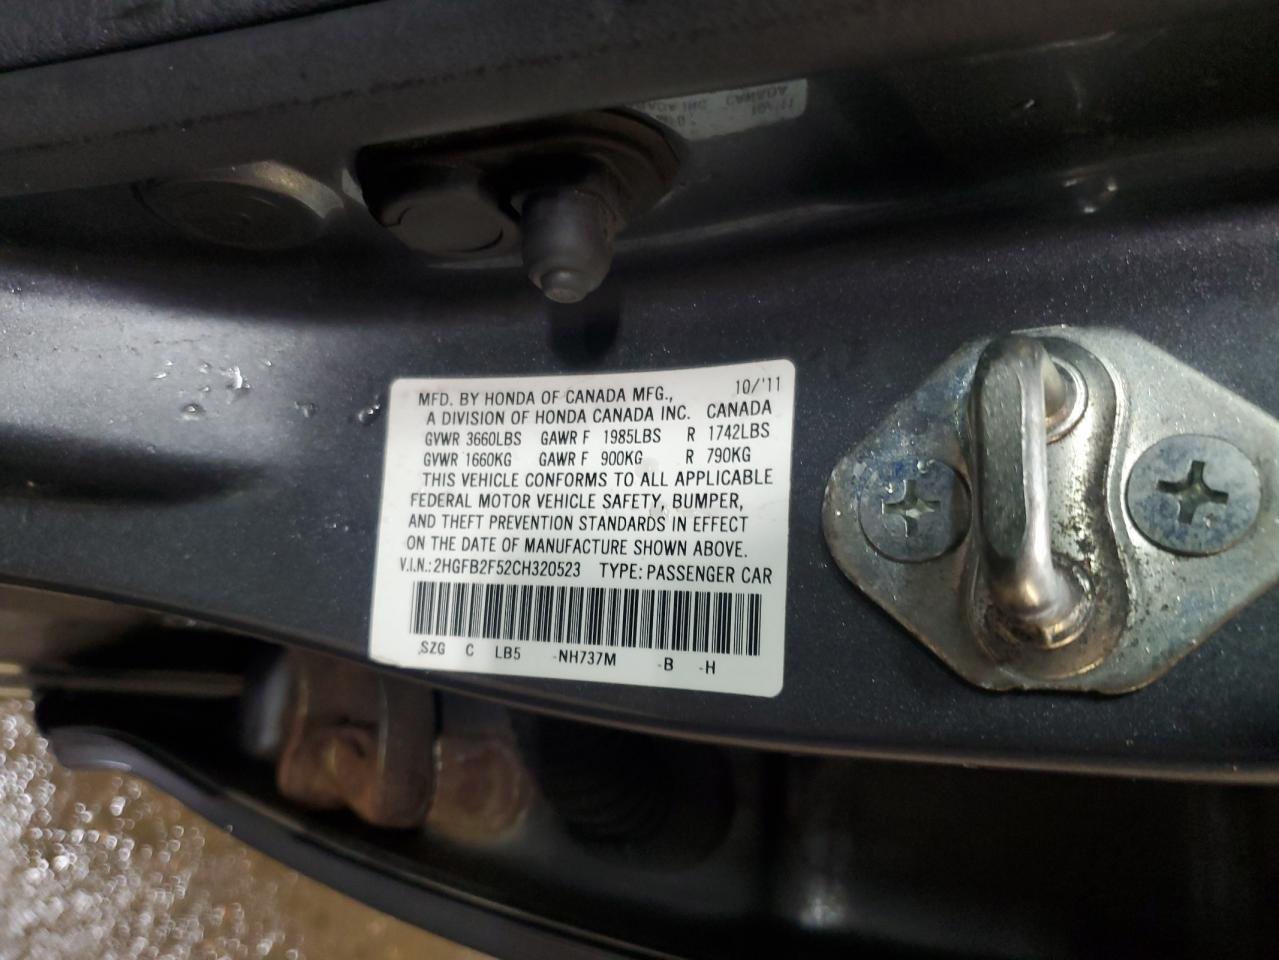 MFD. BY HONDA OF CANADA MFG., 10/'11
A DIVISION OF HONDA CANADA INC. CANADA
GVWR 3660LBS GAWR F 1985LBS R 1742LBS
GVWR 1660KG GAWR F 900KG R 790KG
THIS VEHICLE CONFORMS TO ALL APPLICABLE
FEDERAL MOTOR VEHICLE SAFETY, BUMPER,
AND THEFT PREVENTION STANDARDS IN EFFECT
ON THE DATE OF MANUFACTURE SHOWN ABOVE.
V.I.N.:2HGFB2F52CH320523 TYPE:PASSENGER CAR
SZG C LB5 -NH737M -B -H